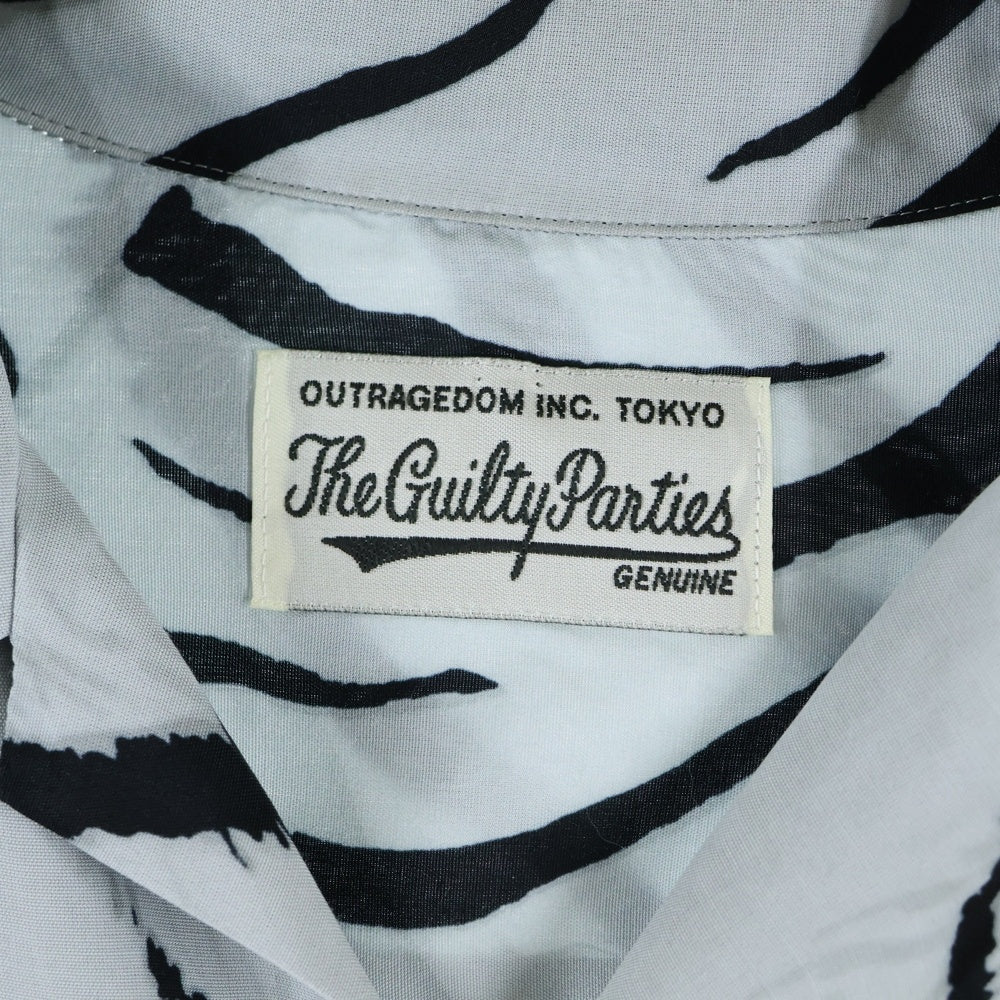 OUTRAGEDOM iNC. TOKYO
The Guilty Parties
GENUINE